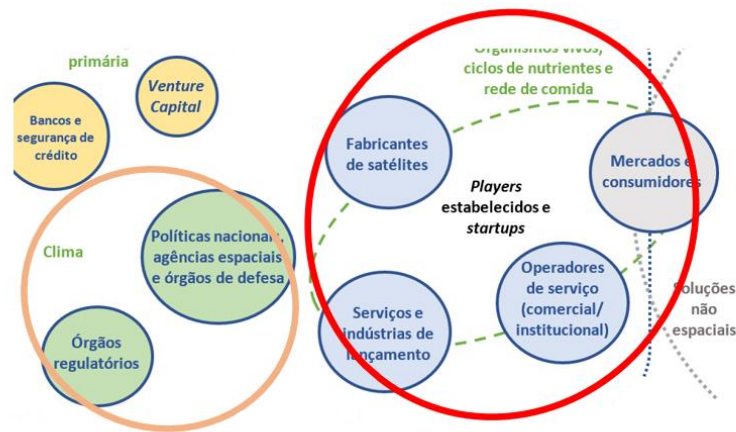 primária
Venture
Capital
Bancos e
segurança de
crédito
Organismos vivos,
ciclos de nutrientes e
rede de comida
Fabricantes
de satélites
Mercados e
consumidores
Players
estabelecidos e
startups
Clima
Políticas nacionais,
agências espaciais
e órgãos de defesa
Operadores
de serviço
(comercial/
institucional)
Soluções
não
espaciais
Serviços e
indústrias de
lançamento
Órgãos
regulatórios